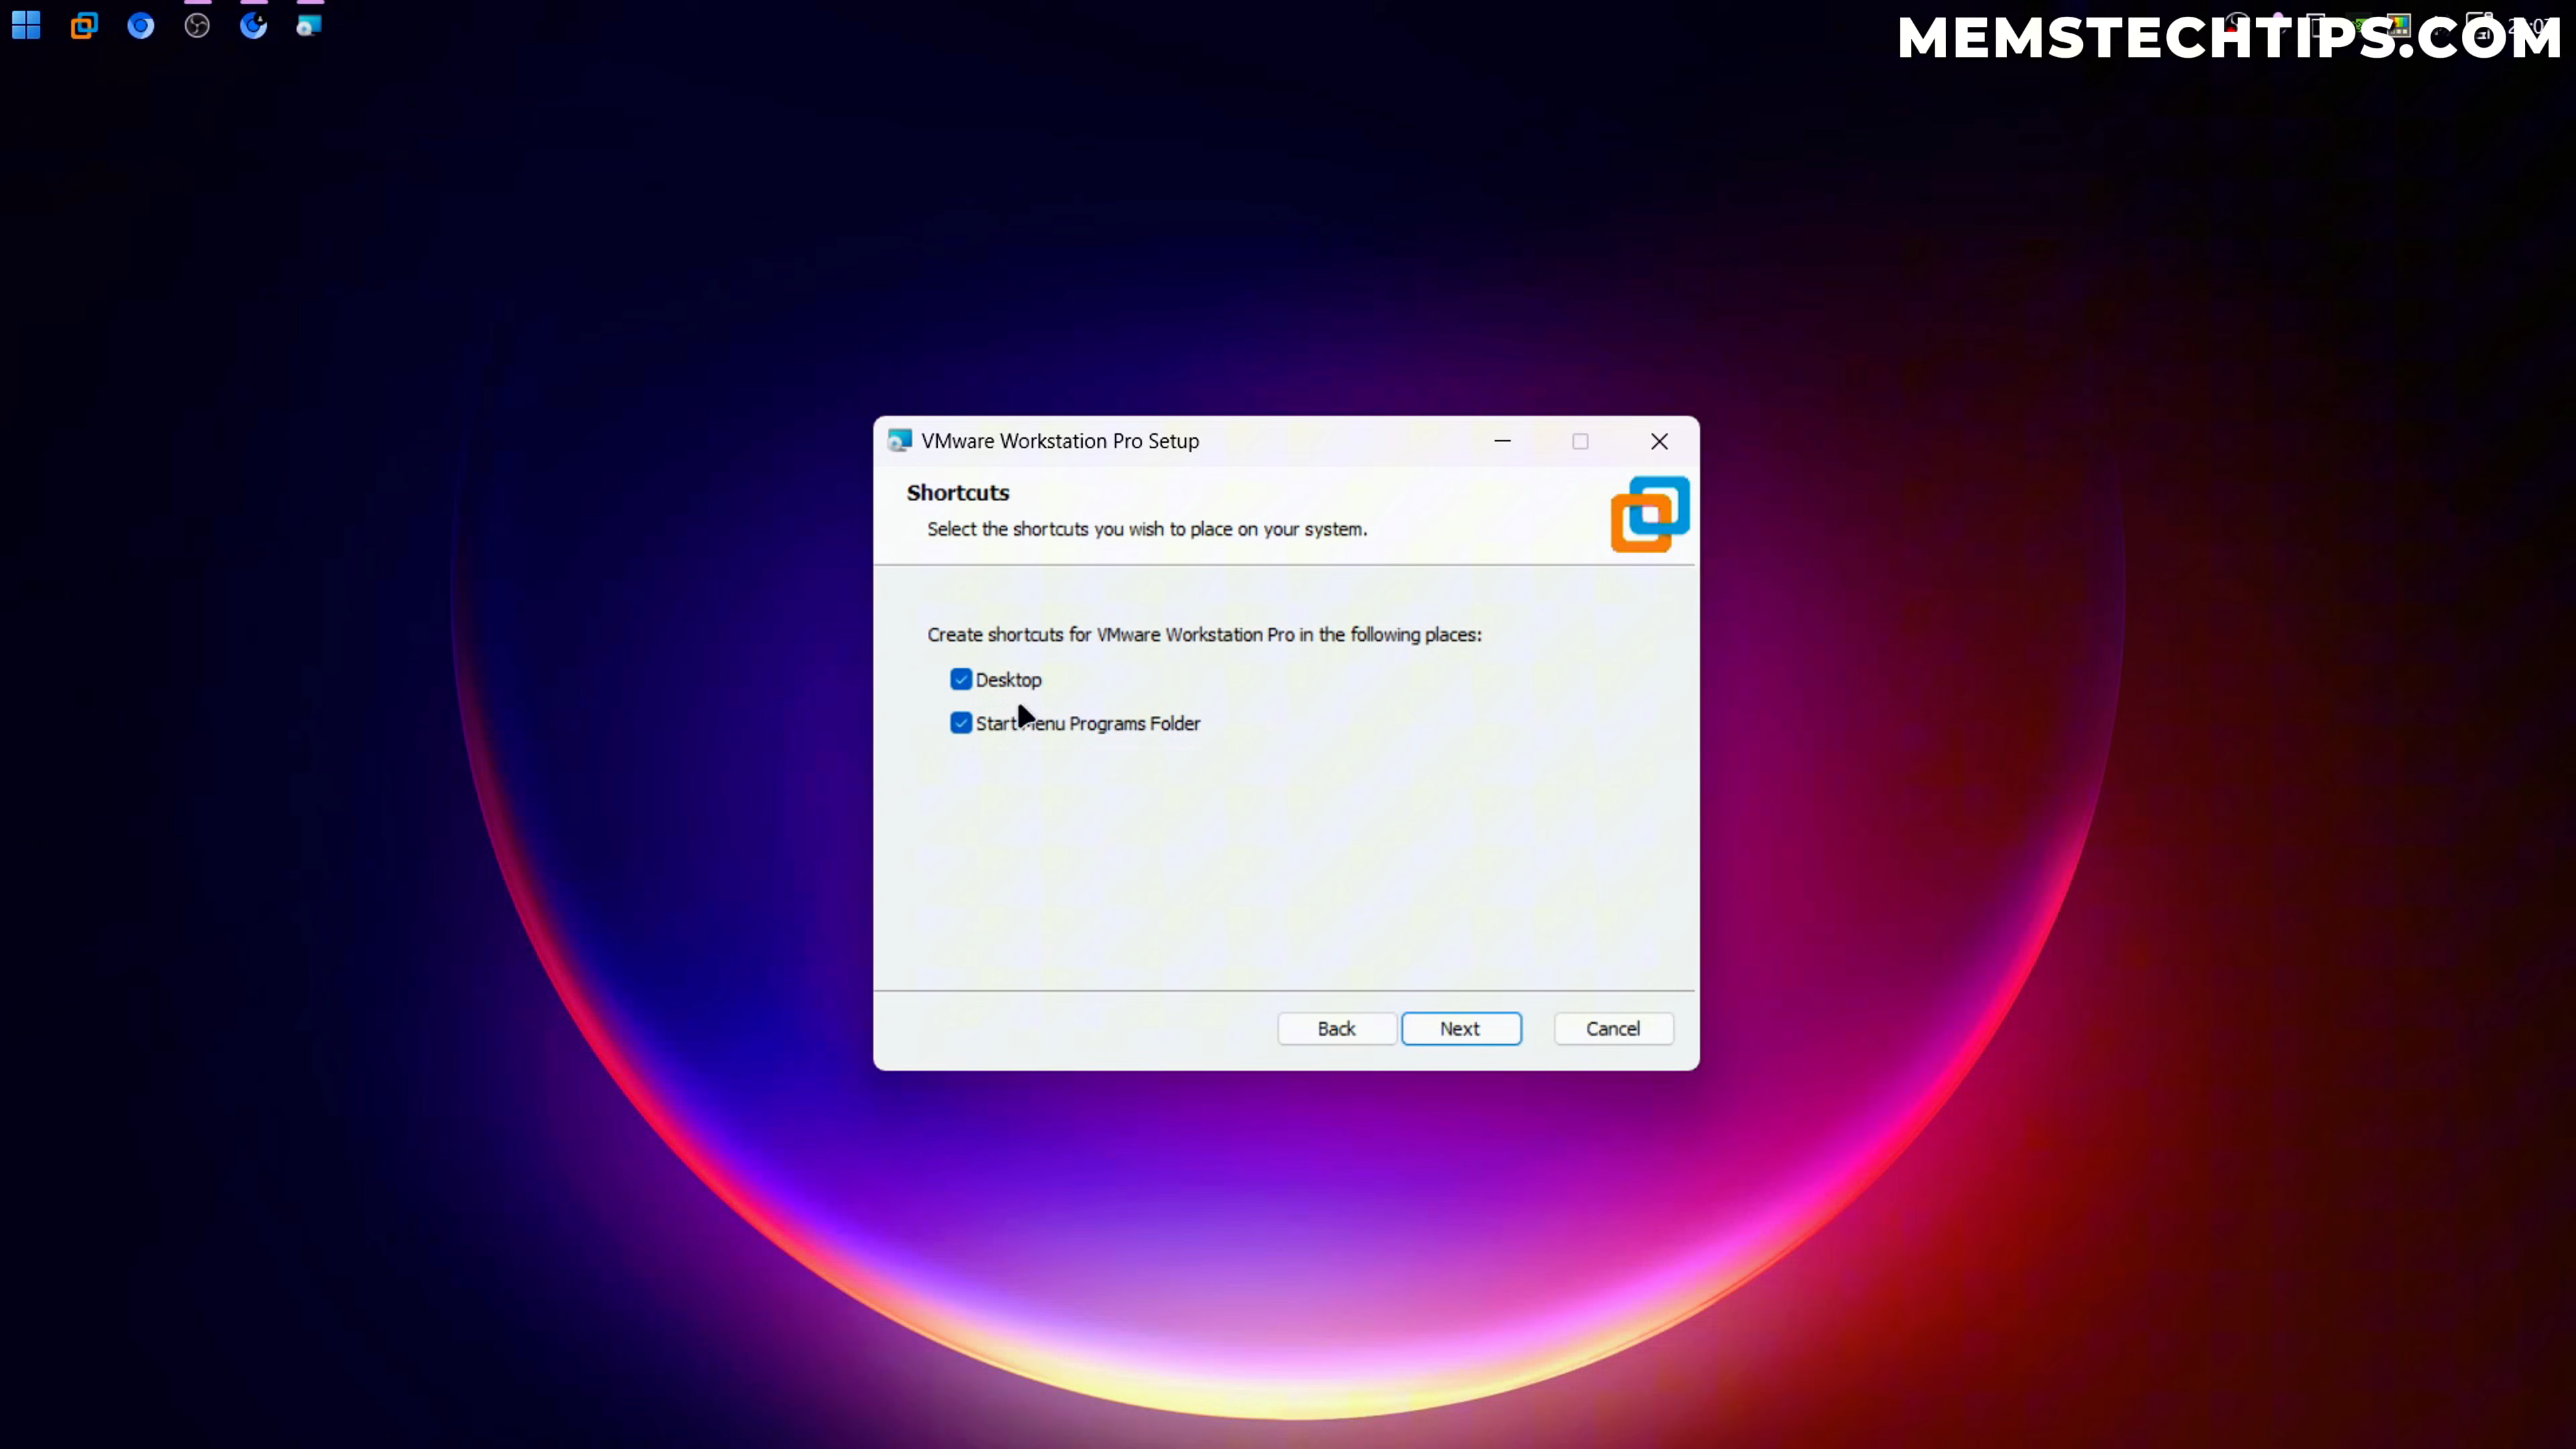 MEMSTECHTIPS.COM
VMware Workstation Pro Setup
Shortcuts
Select the shortcuts you wish to place on your system.
Create shortcuts for VMware Workstation Pro in the following places:
Desktop
Start Menu Programs Folder
Back
Next
Cancel